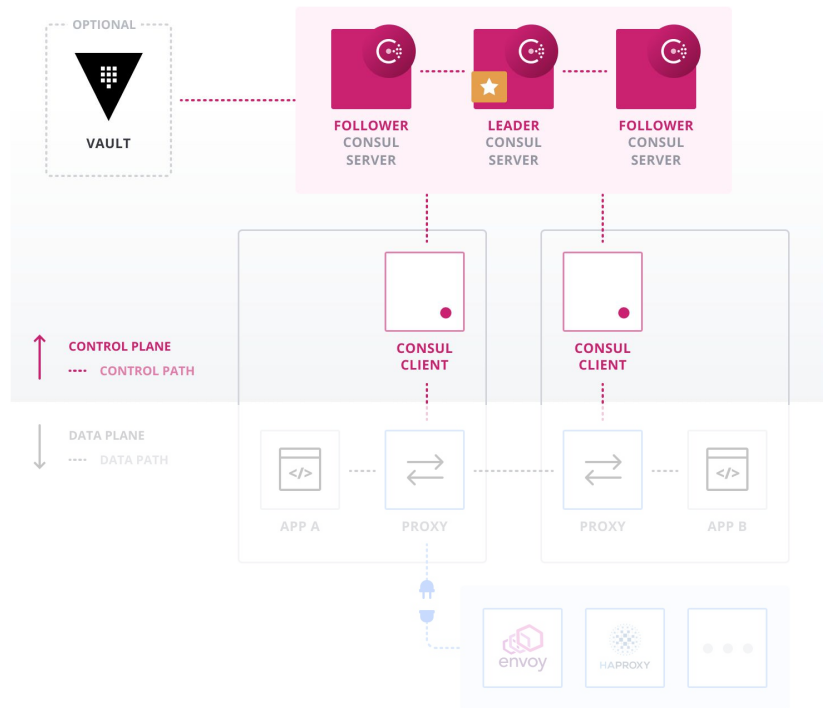 OPTIONAL
VAULT
FOLLOWER
CONSUL
SERVER
LEADER
CONSUL
SERVER
FOLLOWER
CONSUL
SERVER
CONSUL
CLIENT
CONSUL
CLIENT
CONTROL PLANE
CONTROL PATH
DATA PLANE
DATA PATH
</>
</>
APP A
PROXY
PROXY
APP B
envoy
HAPROXY